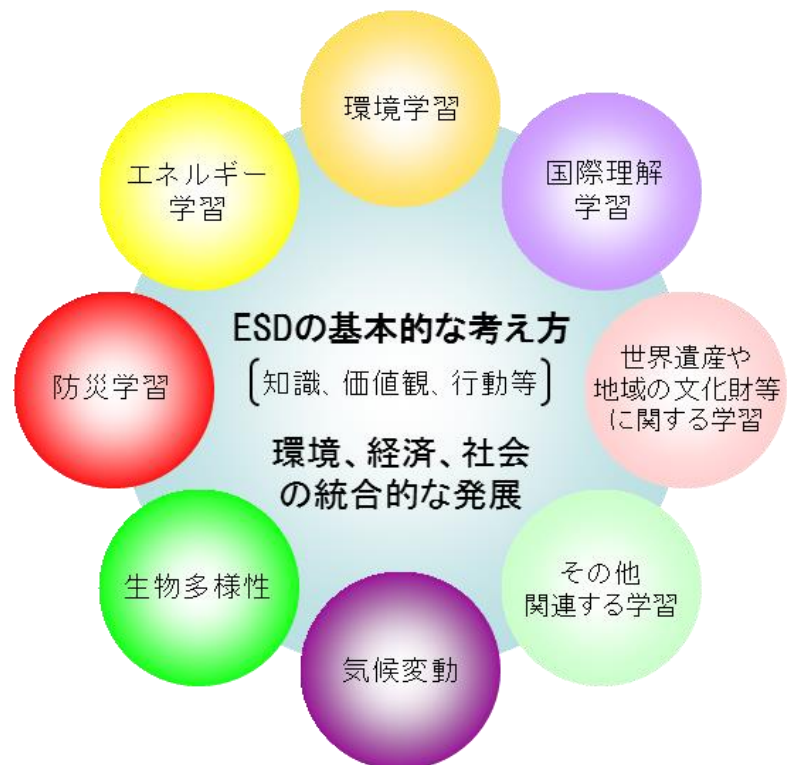 環境学習
国際理解
学習
エネルギー
学習
ESDの基本的な考え方
〔知識、価値観、行動等〕
環境、経済、社会
の統合的な発展
世界遺産や
地域の文化財等
に関する学習
防災学習
その他
関連する学習
生物多様性
気候変動